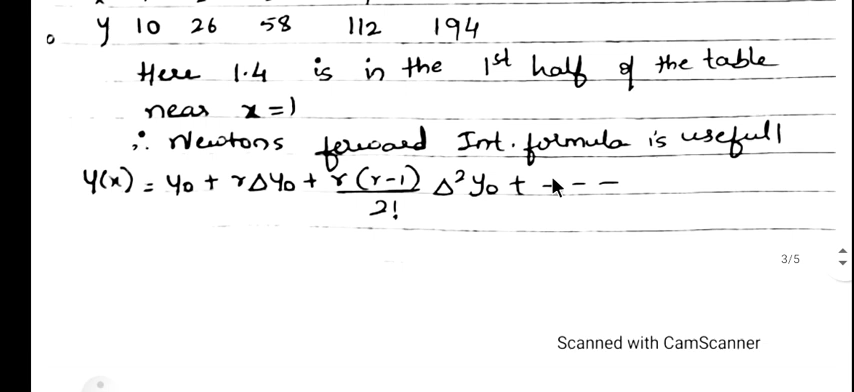 y 10 26 58 112 194
Here 1.4 is in the 1st half of the table
near x=1
∴ Newtons forward Int. formula is usefull
y(x) = y0 + rΔy0 + r(r-1)/2! Δ²y0 + - - -
3/5
Scanned with CamScanner